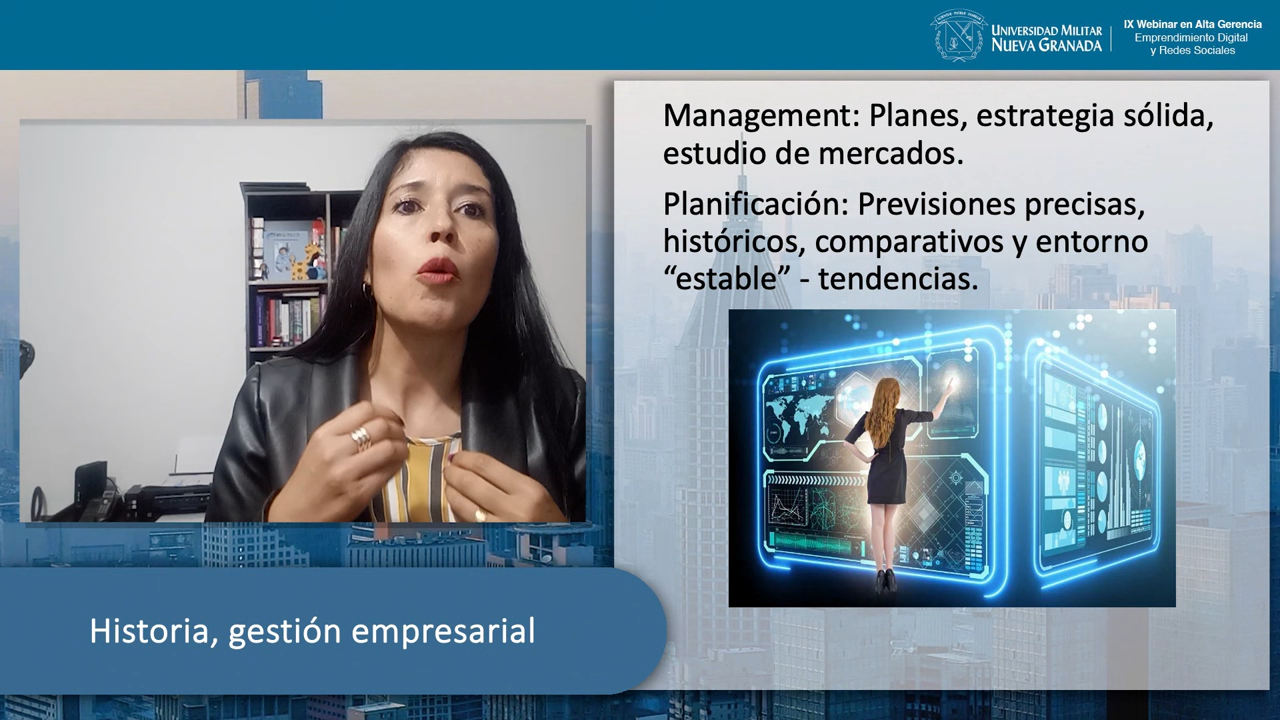 UNIVERSIDAD MILITAR
NUEVA GRANADA
IX Webinar en Alta Gerencia
Emprendimiento Digital
y Redes Sociales
Management: Planes, estrategia sólida,
estudio de mercados.
Planificación: Previsiones precisas,
históricos, comparativos y entorno
“estable” - tendencias.
Historia, gestión empresarial